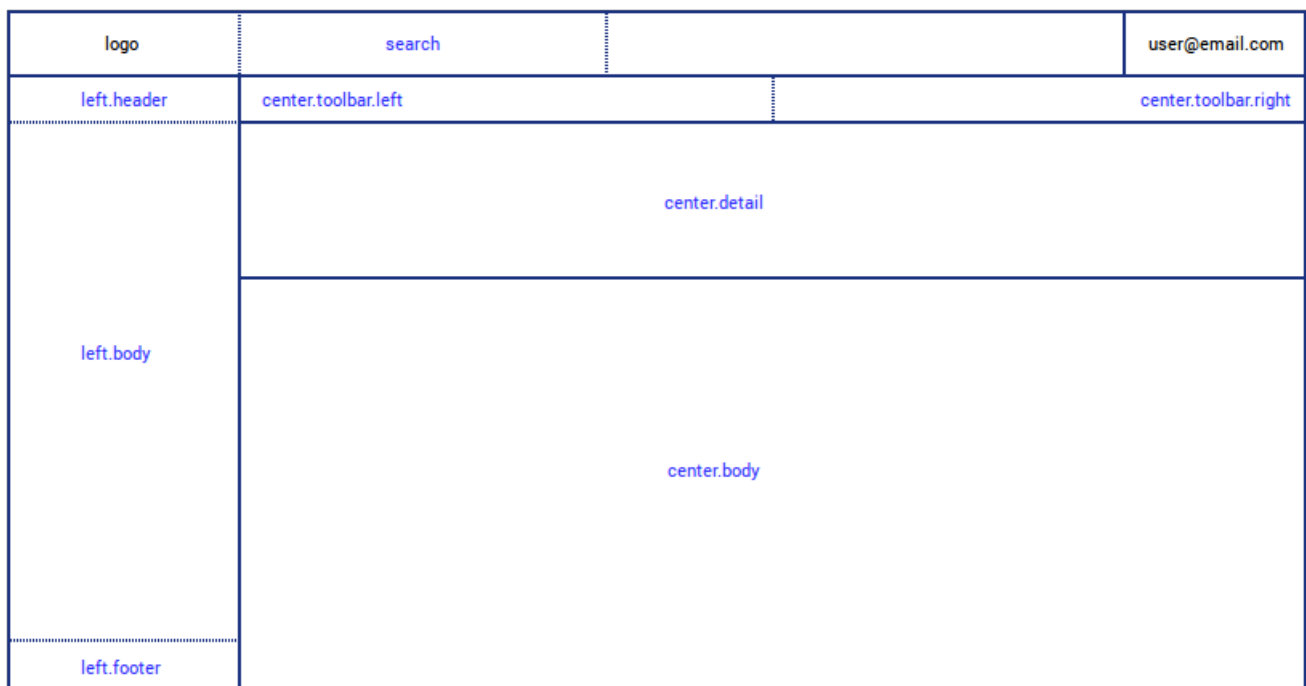 logo
search
user@email.com
left.header
center.toolbar.left
center.toolbar.right
center.detail
left.body
center.body
left.footer